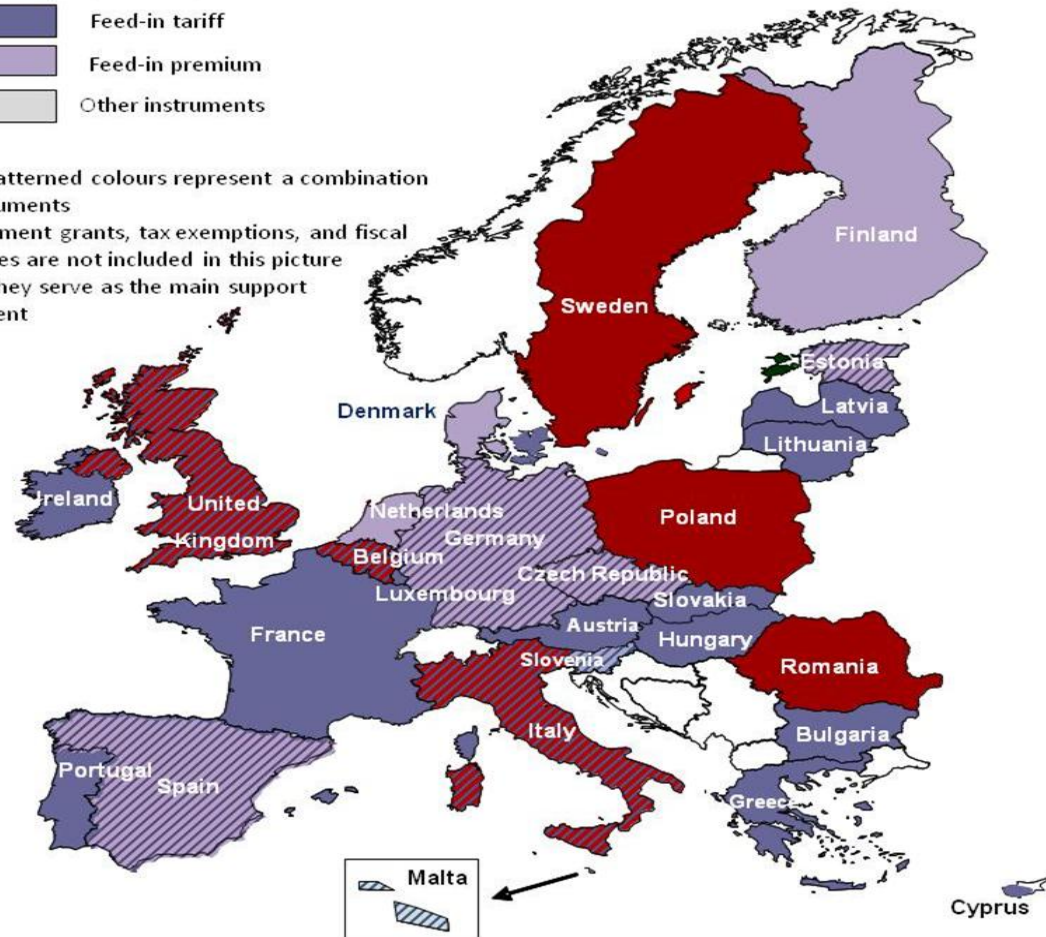 Feed-in tariff
Feed-in premium
Other instruments
atterned colours represent a combination
uments
ment grants, tax exemptions, and fiscal
es are not included in this picture
hey serve as the main support
ent
Finland
Sweden
Estonia
Latvia
Denmark
Lithuania
Ireland
United
Kingdom
Netherlands
Poland
Germany
Belgium
Czech Republic
Luxembourg
Slovakia
Austria
France
Hungary
Slovenia
Romania
Italy
Bulgaria
Portugal
Spain
Greece
Malta
Cyprus